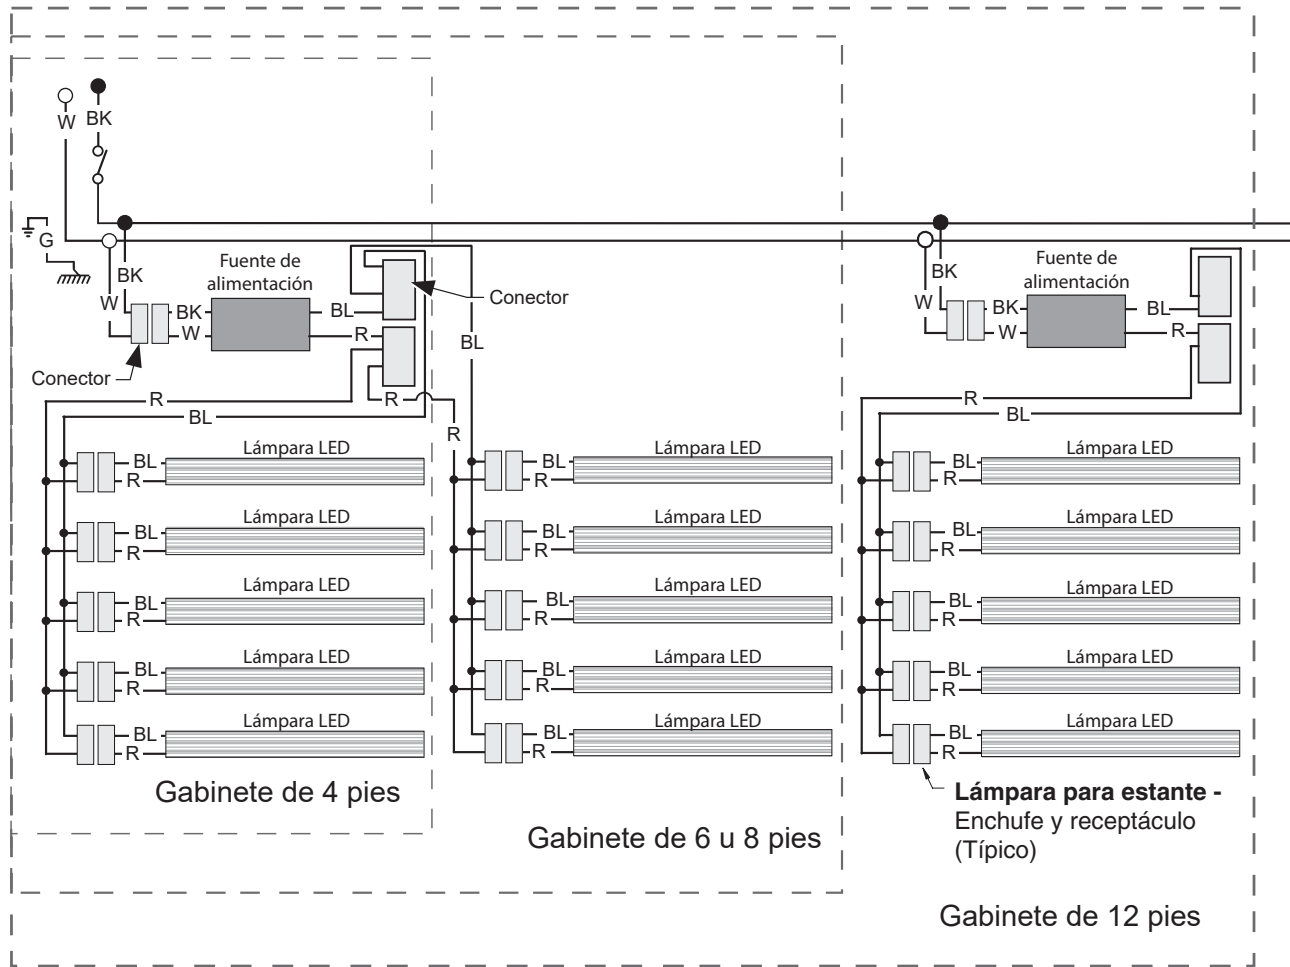 W
BK
G
BK
W
Fuente de
alimentación
BK
W
BL
R
Conector
Conector
BL
R
BL
R
R
BK
W
Fuente de
alimentación
BK
W
BL
R
R
BL
Lámpara LED
BL
R
Lámpara LED
BL
R
Lámpara LED
BL
R
Lámpara LED
BL
R
Lámpara LED
BL
R
Lámpara LED
BL
R
Lámpara LED
BL
R
Lámpara LED
BL
R
Lámpara LED
BL
R
Lámpara LED
BL
R
Lámpara LED
BL
R
Lámpara LED
BL
R
Lámpara LED
BL
R
Lámpara LED
BL
R
Lámpara LED
BL
R
Gabinete de 4 pies
Gabinete de 6 u 8 pies
Lámpara para estante -
Enchufe y receptáculo
(Típico)
Gabinete de 12 pies